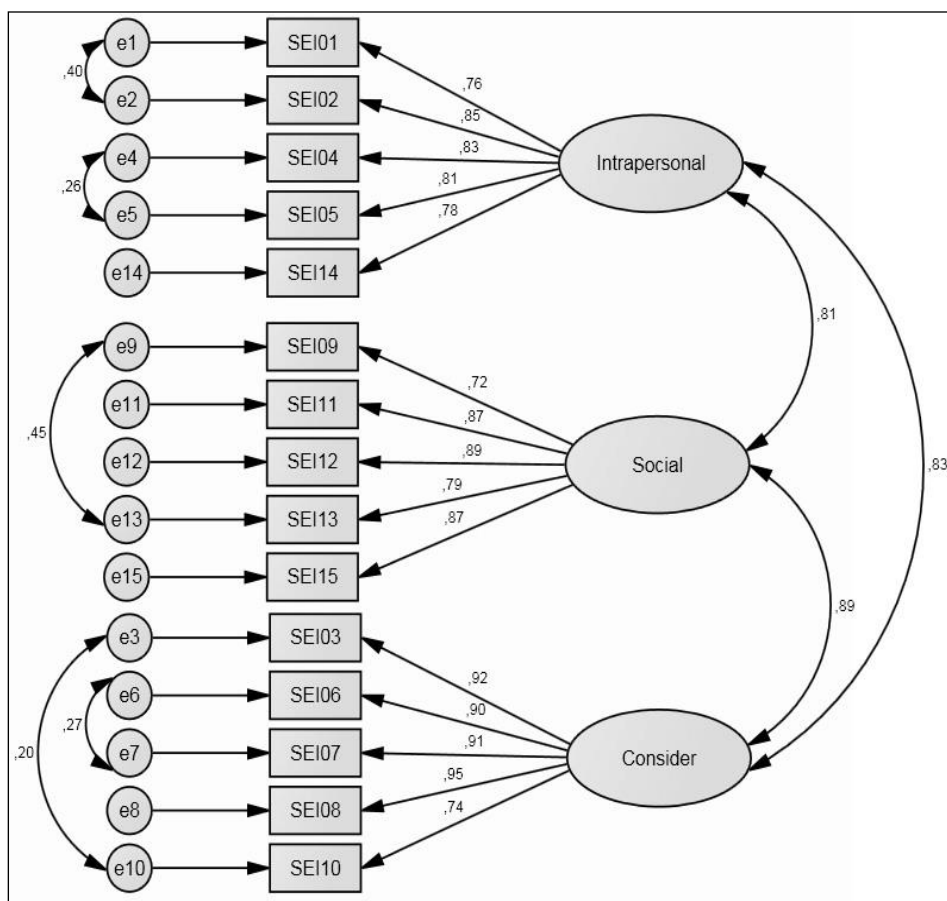 e1 SEI01
,40
,76
e2 SEI02
,85
e4 SEI04
,83
Intrapersonal
,26
,81
e5 SEI05
,78
e14 SEI14
,81
e9 SEI09
,72
e11 SEI11
,87
,45
e12 SEI12
,89
Social
,83
,79
e13 SEI13
,87
e15 SEI15
,89
e3 SEI03
,92
e6 SEI06
,90
,27
,20
e7 SEI07
,91
Consider
,95
e8 SEI08
,74
e10 SEI10